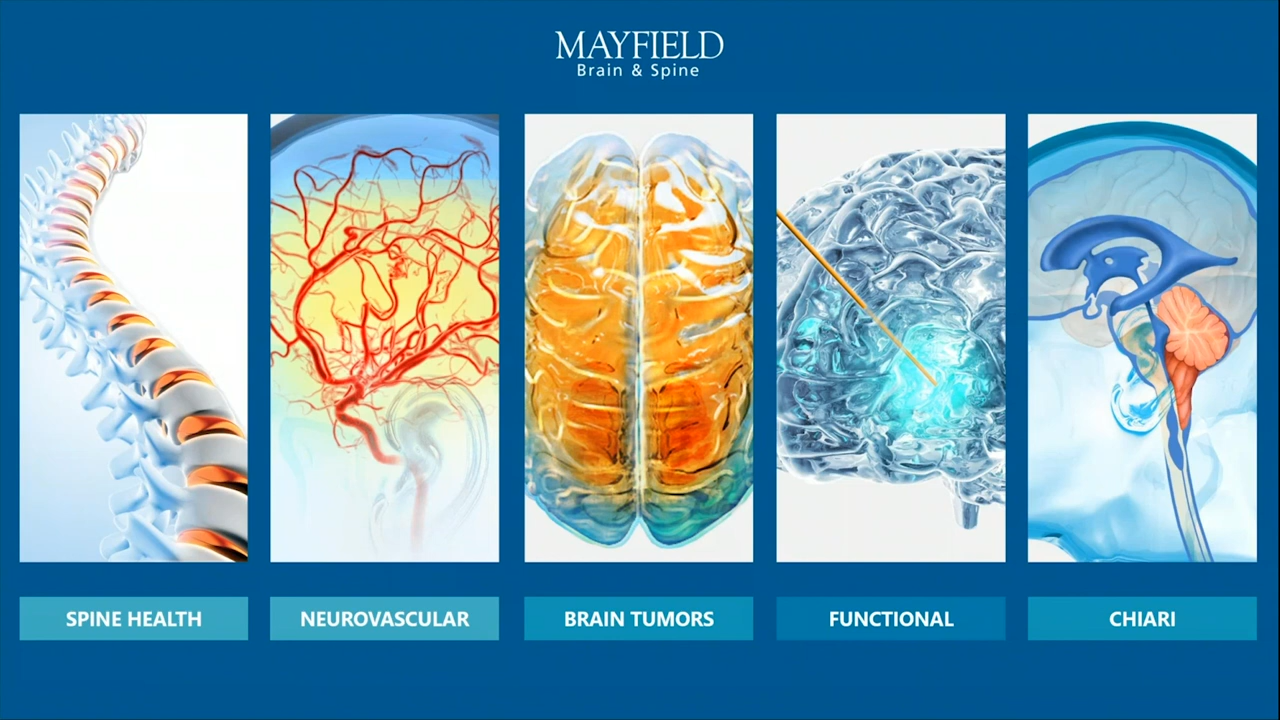 MAYFIELD
Brain & Spine
SPINE HEALTH
NEUROVASCULAR
BRAIN TUMORS
FUNCTIONAL
CHIARI